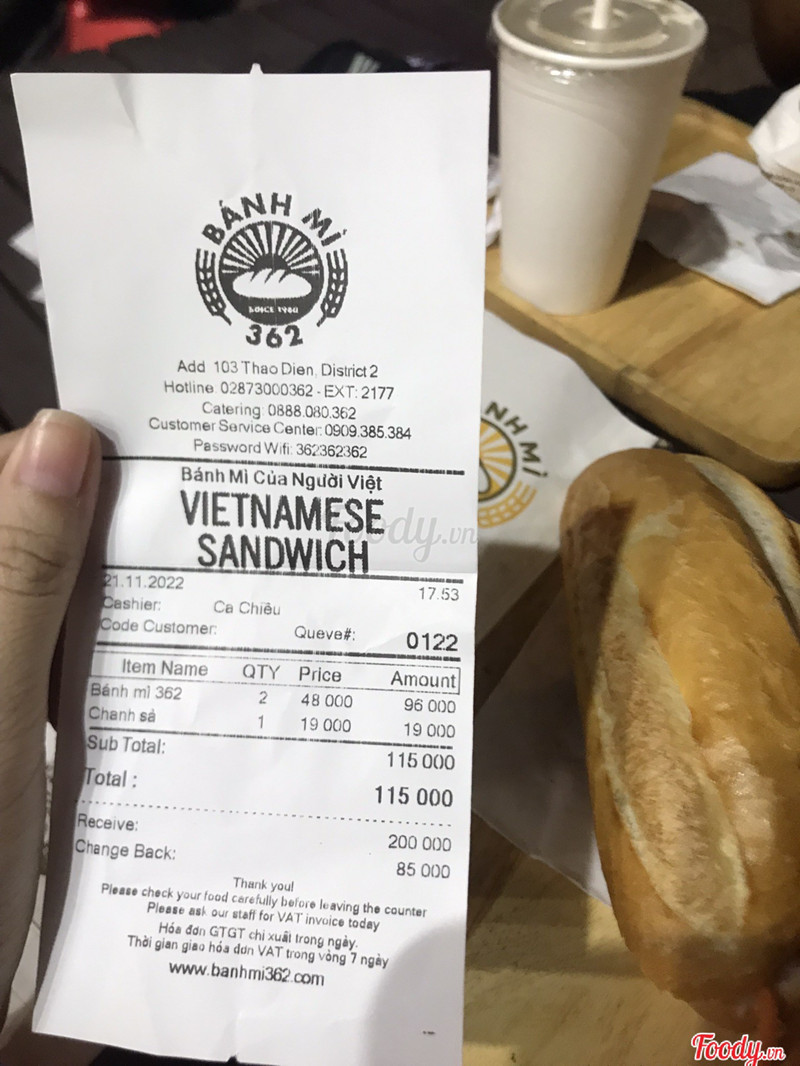 BÁNH MÌ
SINCE 1980
362
Add 103 Thao Dien, District 2
Hotline. 02873000362 - EXT: 2177
Catering: 0888.080.362
Customer Service Center: 0909.385.384
Password Wifi: 362362362
Bánh Mì Của Người Việt
VIETNAMESE
SANDWICH
21.11.2022 17.53
Cashier: Ca Chiều
Code Customer: Queve#: 0122
Item Name QTY Price Amount
Bánh mì 362 2 48 000 96 000
Chanh sả 1 19 000 19 000
Sub Total: 115 000
Total : 115 000
Receive: 200 000
Change Back: 85 000
Thank you!
Please check your food carefully before leaving the counter
Please ask our staff for VAT invoice today
Hóa đơn GTGT chỉ xuất trong ngày.
Thời gian giao hóa đơn VAT trong vòng 7 ngày
www.banhmi362.com
NH MÌ
Foody.vn
Foody.vn